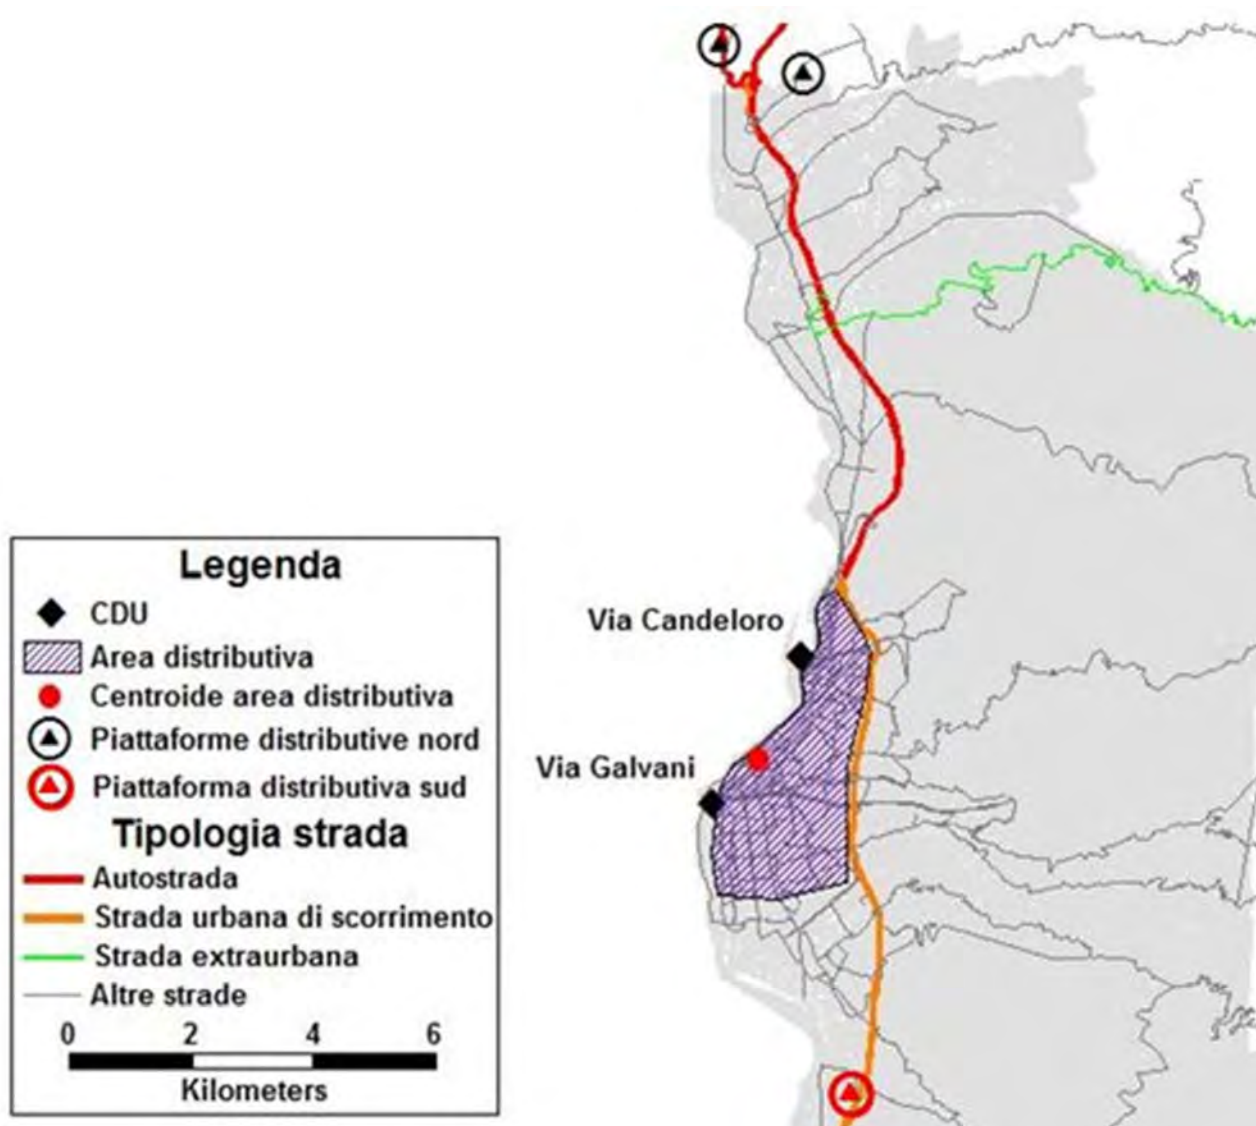 Via Candeloro
Via Galvani
Legenda
CDU
Area distributiva
Centroide area distributiva
Piattaforme distributive nord
Piattaforma distributiva sud
Tipologia strada
Autostrada
Strada urbana di scorrimento
Strada extraurbana
Altre strade
0 2 4 6
Kilometers